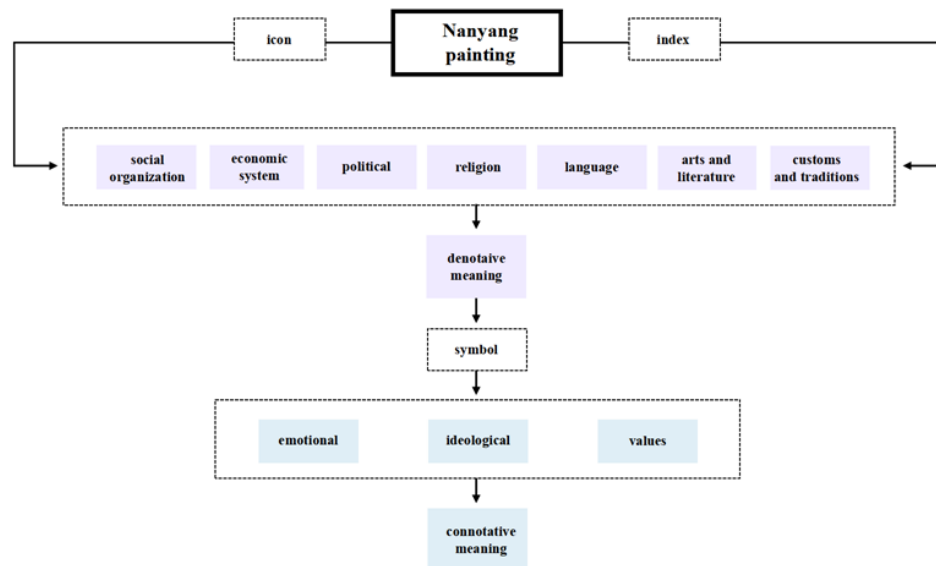 icon
Nanyang
painting
index
social
organization
economic
system
political
religion
language
arts and
literature
customs
and traditions
denotaive
meaning
symbol
emotional
ideological
values
connotative
meaning